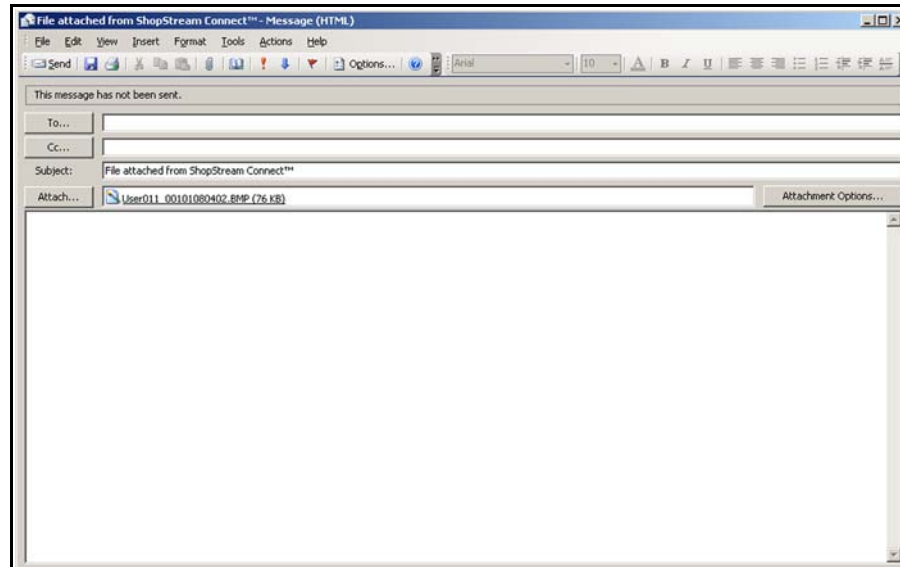 File attached from ShopStream Connect™ - Message (HTML)
File Edit View Insert Format Tools Actions Help
Send Options... Arial 10 A B I U
This message has not been sent.
To...
Cc...
Subject: File attached from ShopStream Connect™
Attach... User011_00101080402.BMP (76 KB) Attachment Options...